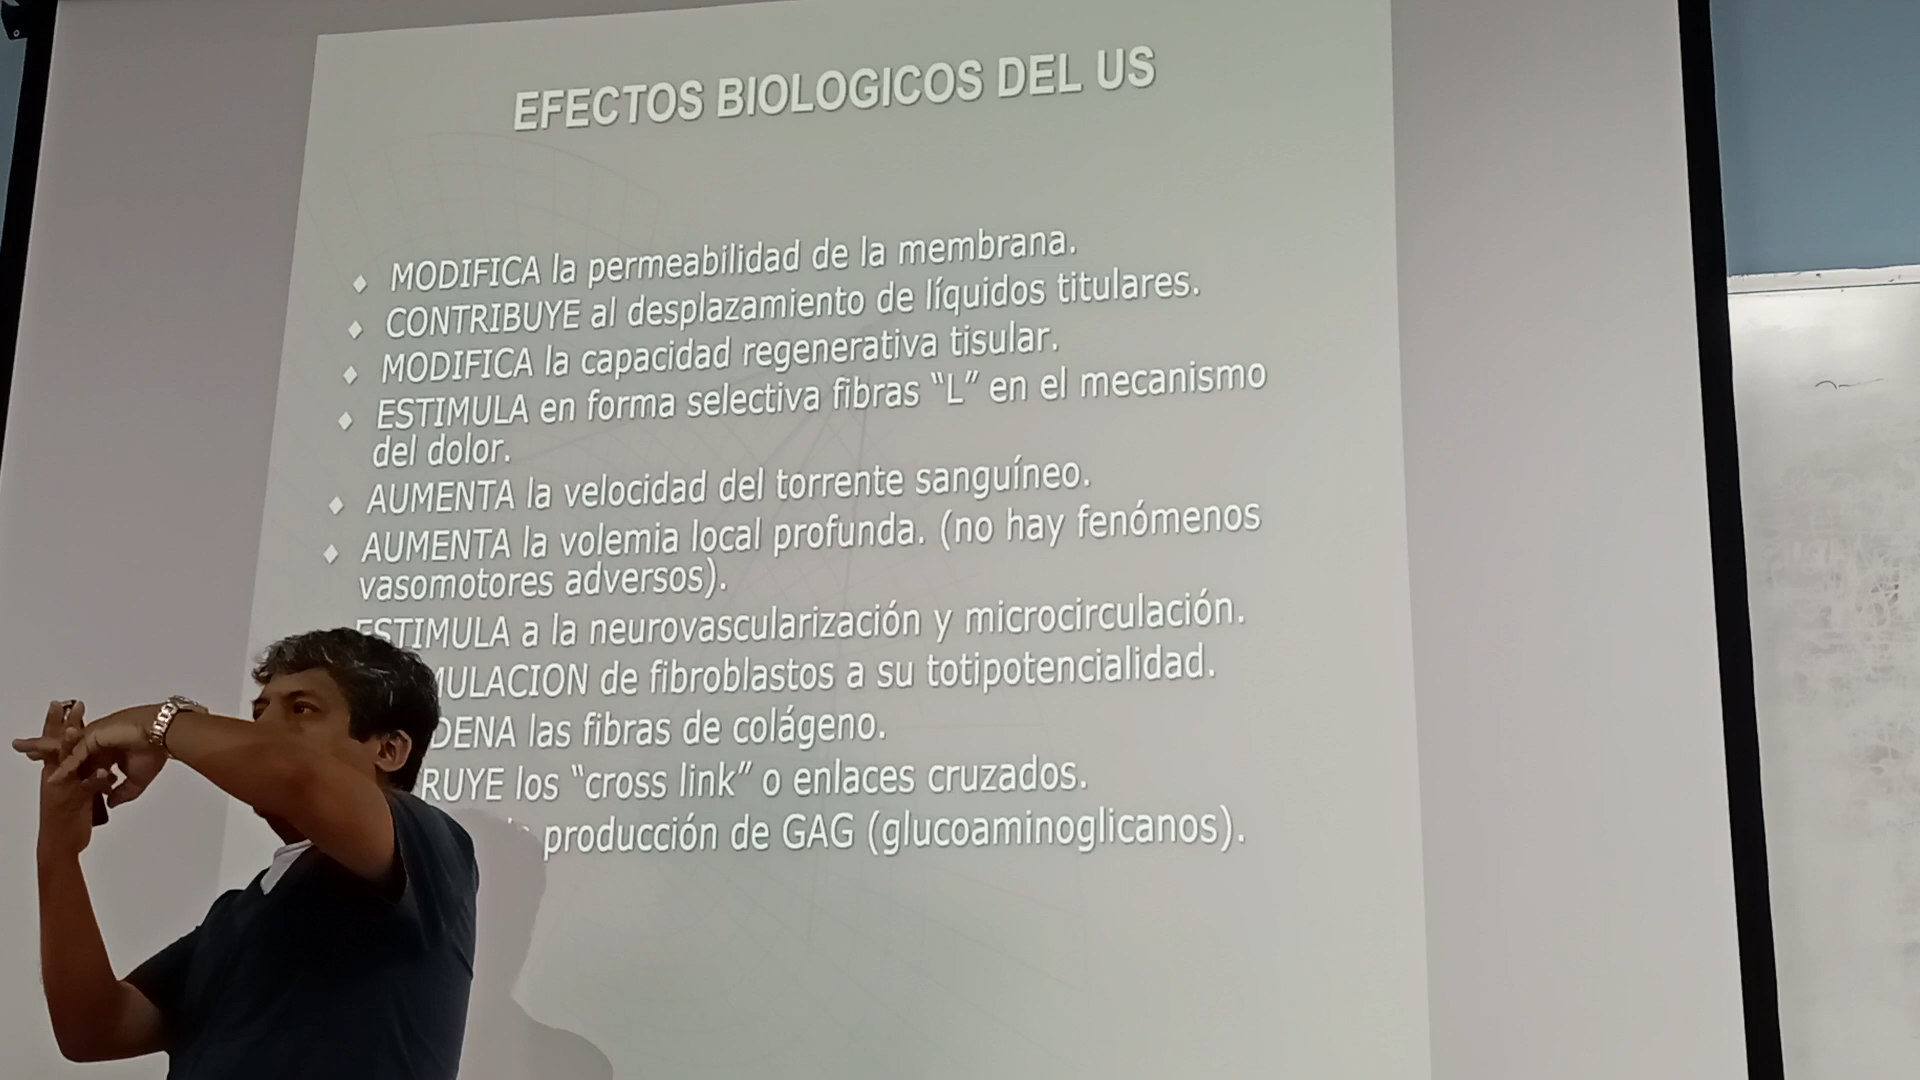 EFECTOS BIOLOGICOS DEL US
MODIFICA la permeabilidad de la membrana.
CONTRIBUYE al desplazamiento de líquidos titulares.
MODIFICA la capacidad regenerativa tisular.
ESTIMULA en forma selectiva fibras “L” en el mecanismo
del dolor.
AUMENTA la velocidad del torrente sanguíneo.
AUMENTA la volemia local profunda. (no hay fenómenos
vasomotores adversos).
ESTIMULA a la neurovascularización y microcirculación.
MULACION de fibroblastos a su totipotencialidad.
DENA las fibras de colágeno.
RUYE los “cross link” o enlaces cruzados.
producción de GAG (glucoaminoglicanos).